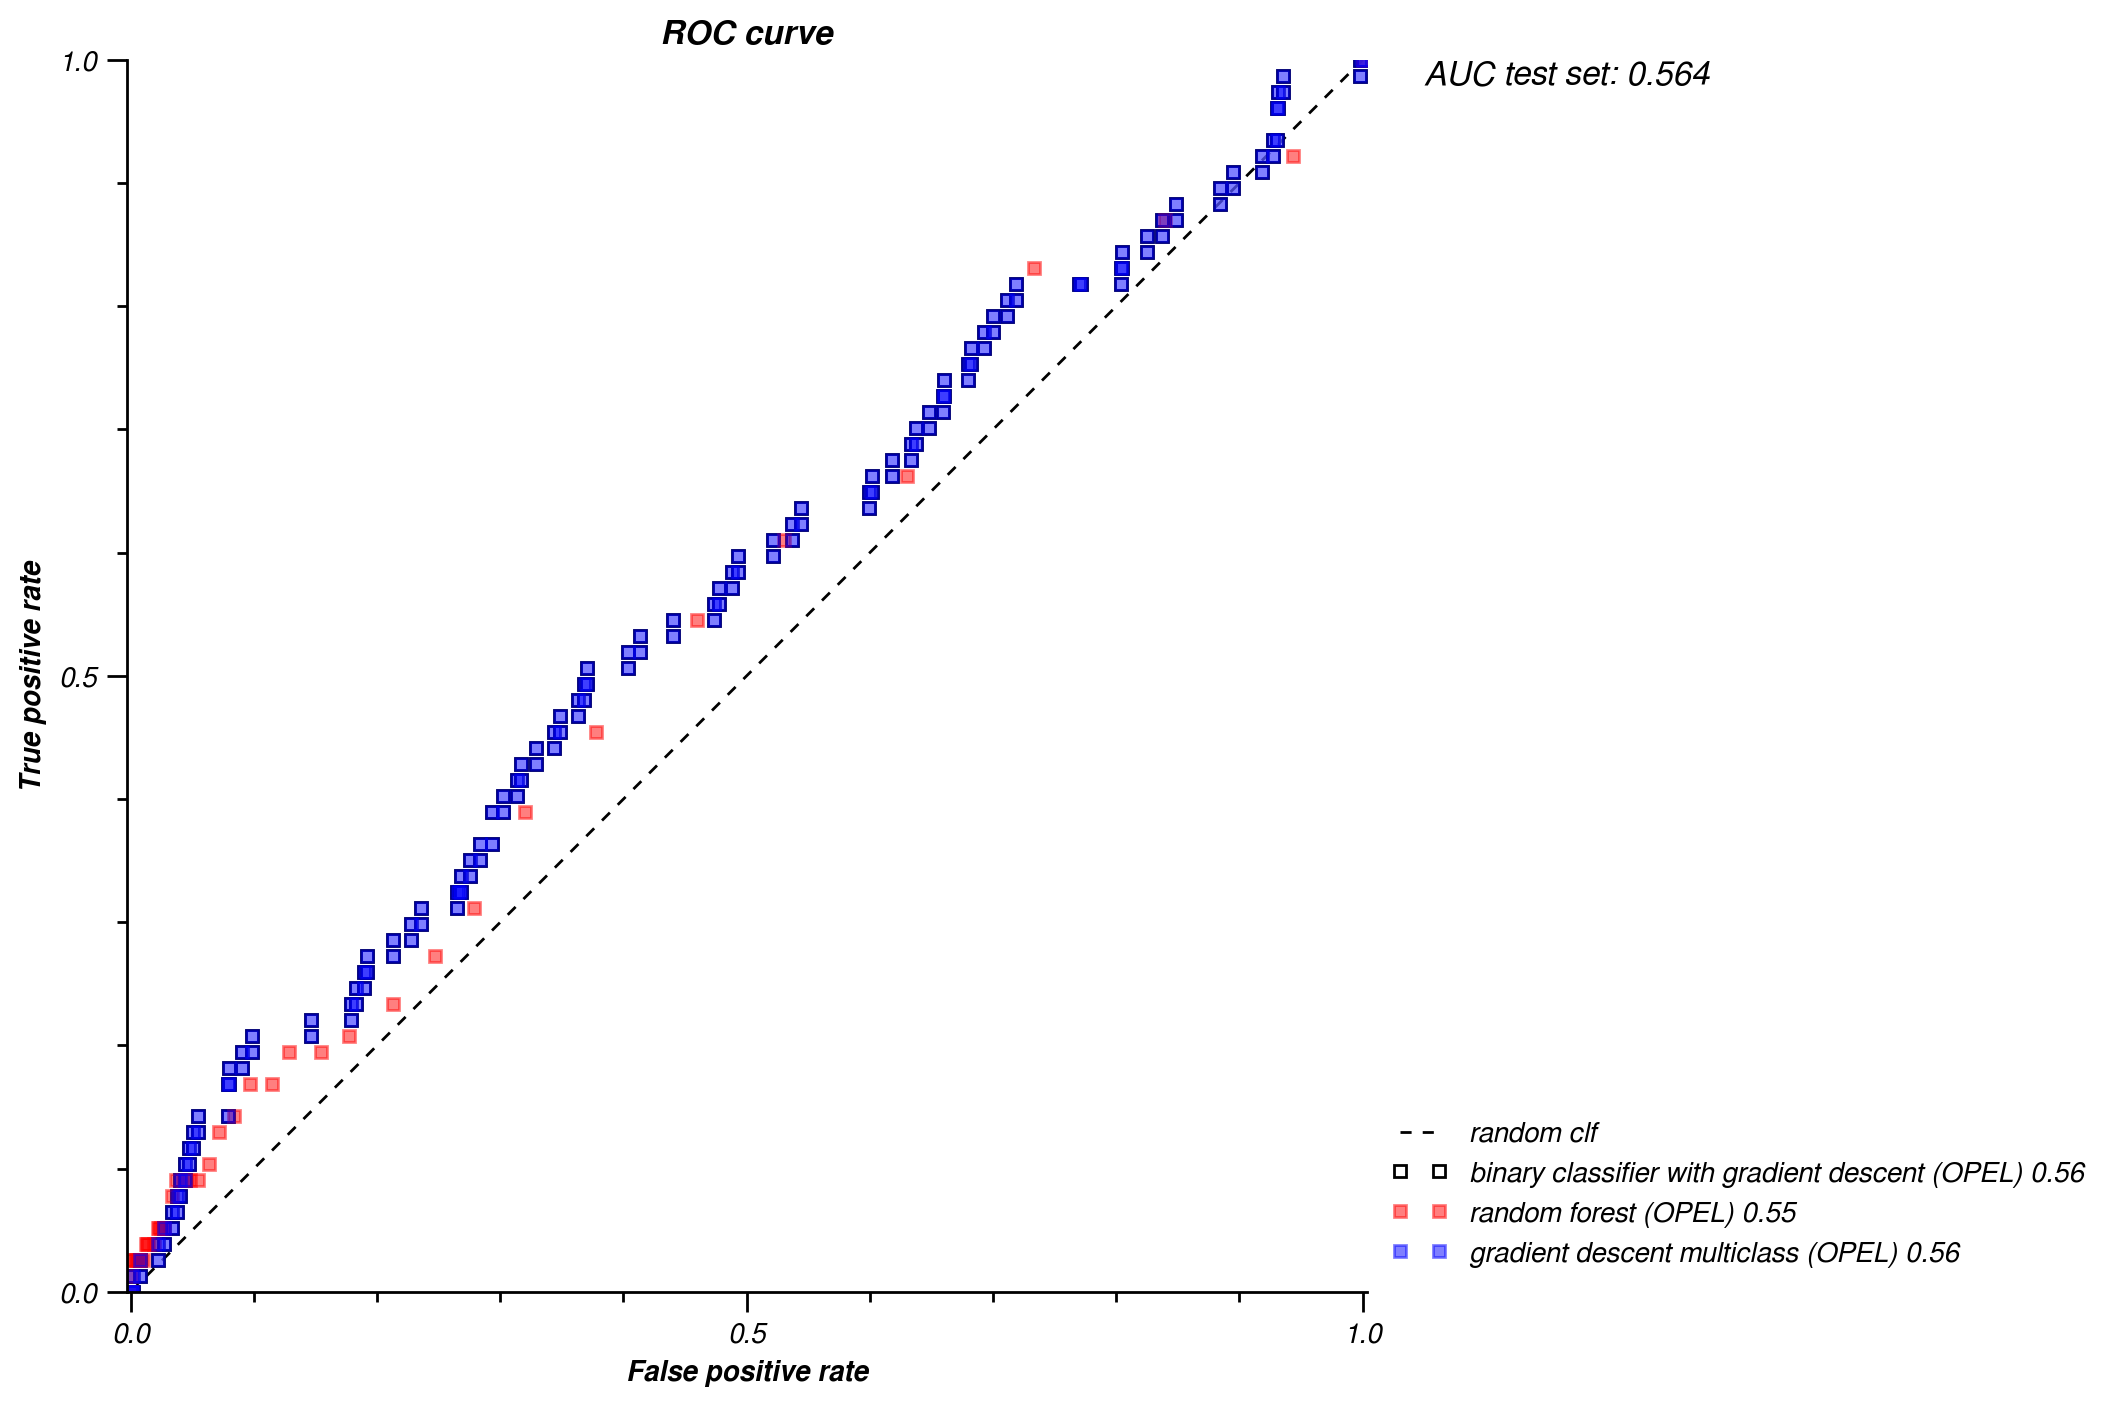 ROC curve
AUC test set: 0.564
1.0
0.5
0.0
True positive rate
0.0
0.5
1.0
False positive rate
random clf
binary classifier with gradient descent (OPEL) 0.56
random forest (OPEL) 0.55
gradient descent multiclass (OPEL) 0.56